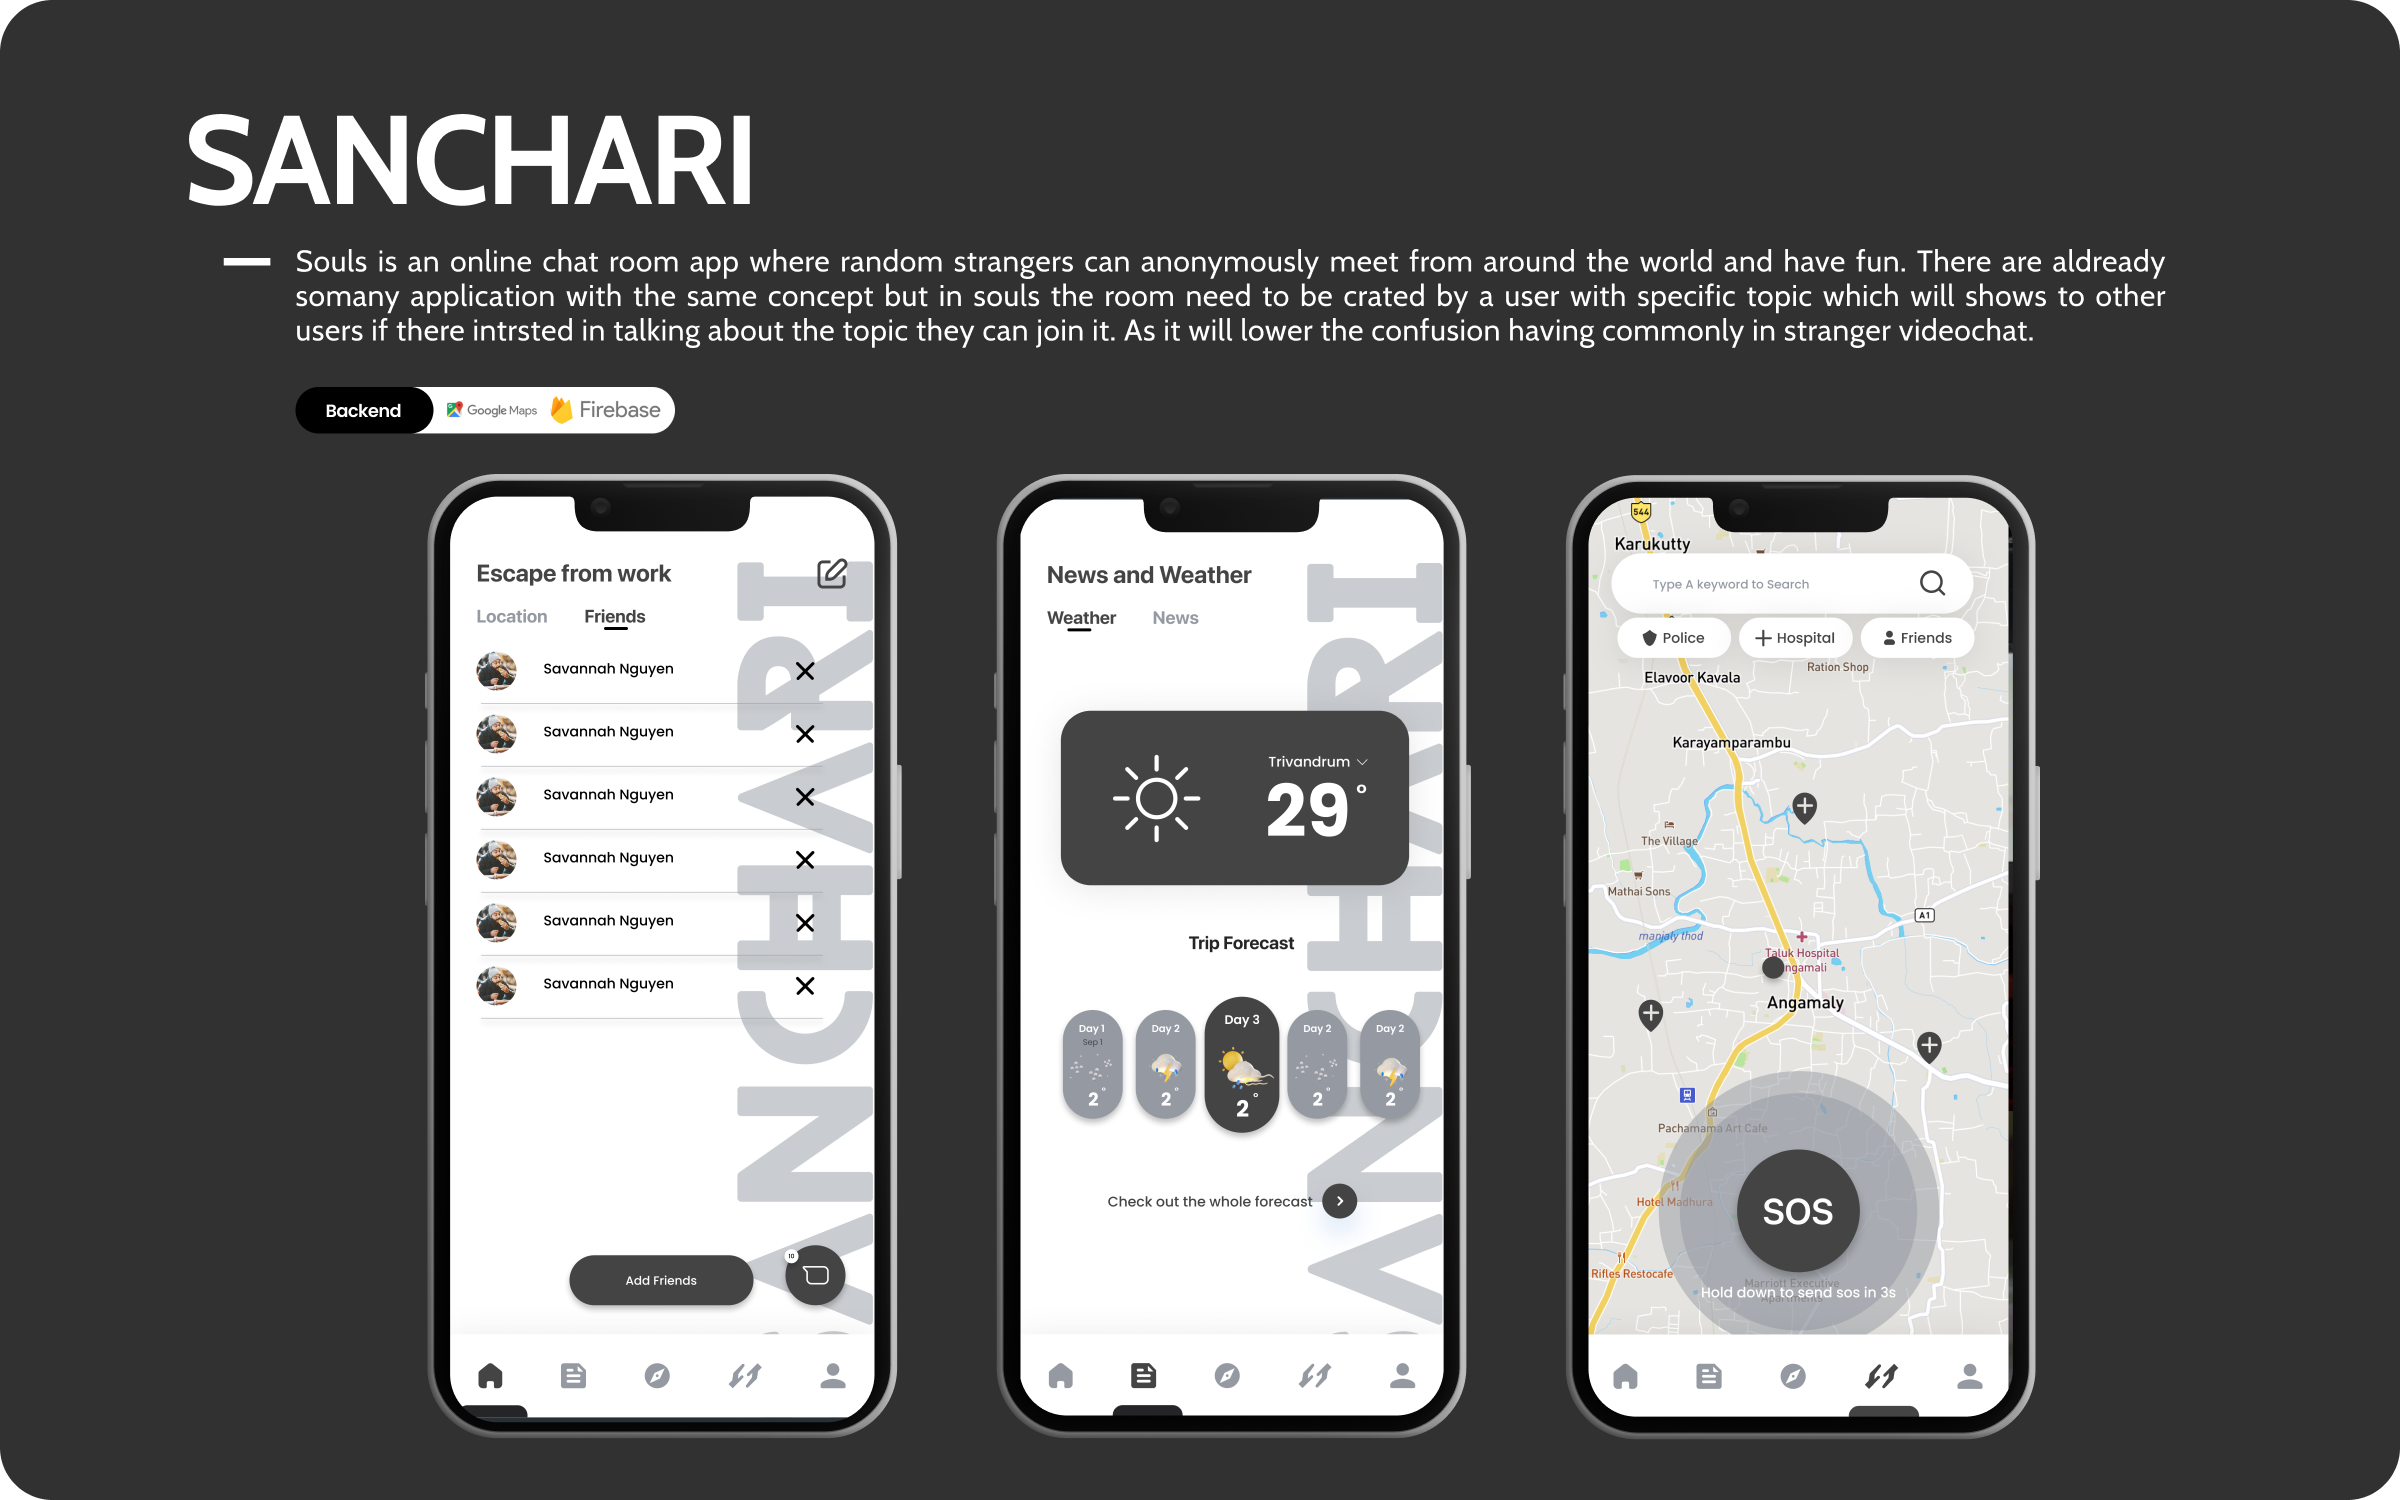 SANCHARI
Souls is an online chat room app where random strangers can anonymously meet from around the world and have fun. There are aldready
somany application with the same concept but in souls the room need to be crated by a user with specific topic which will shows to other
users if there intrsted in talking about the topic they can join it. As it will lower the confusion having commonly in stranger videochat.
Backend Google Maps Firebase
Escape from work
Location Friends
Savannah Nguyen
Savannah Nguyen
Savannah Nguyen
Savannah Nguyen
Savannah Nguyen
Savannah Nguyen
10
Add Friends
SANCHARI
News and Weather
Weather News
Trivandrum
29°
Trip Forecast
Day 1 Day 2 Day 3 Day 2 Day 2
Sep 1
2° 2° 2° 2° 2°
Check out the whole forecast
SANCHARI
544
Karukutty
Type A keyword to Search
Police Hospital Friends
Ration Shop
Elavoor Kavala
Karayamparambu
The Village
Mathai Sons
A1
manjaly thod
Taluk Hospital
ngamali
Angamaly
Pachamama Art Cafe
Hotel Madhura
SOS
Rifles Restocafe
Marriott Executive
Apartments
Hold down to send sos in 3s